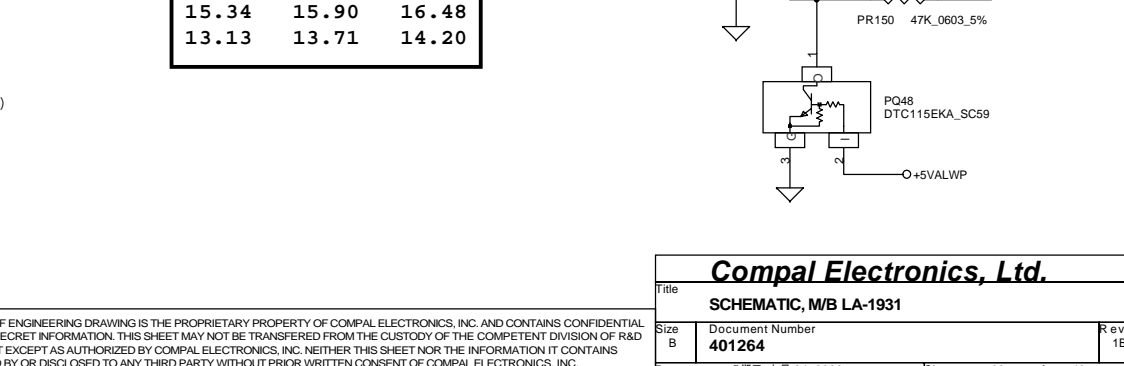 15.34 15.90 16.48
13.13 13.71 14.20
)
PR150 47K_0603_5%
1
O
PQ48
DTC115EKA_SC59
G I
3 2
+5VALWP
Compal Electronics, Ltd.
Title
SCHEMATIC, M/B LA-1931
Size Document Number Rev
B 401264 1B
F ENGINEERING DRAWING IS THE PROPRIETARY PROPERTY OF COMPAL ELECTRONICS, INC. AND CONTAINS CONFIDENTIAL
ECRET INFORMATION. THIS SHEET MAY NOT BE TRANSFERED FROM THE CUSTODY OF THE COMPETENT DIVISION OF R&D
T EXCEPT AS AUTHORIZED BY COMPAL ELECTRONICS, INC. NEITHER THIS SHEET NOR THE INFORMATION IT CONTAINS
D BY OR DISCLOSED TO ANY THIRD PARTY WITHOUT PRIOR WRITTEN CONSENT OF COMPAL ELECTRONICS, INC.